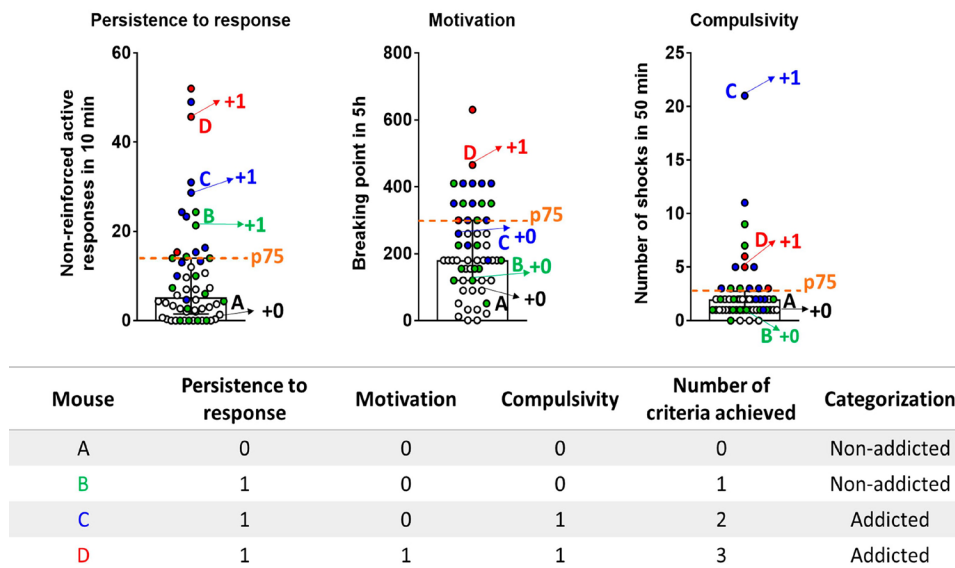 Persistence to response
Non-reinforced active
responses in 10 min
60
40
20
0
D
+1
C
+1
B
+1
p75
A
+0
Motivation
Breaking point in 5h
800
600
400
200
0
D
+1
p75
C
+0
B
+0
A
+0
Compulsivity
Number of shocks in 50 min
25
20
15
10
5
0
C
+1
D
+1
p75
A
+0
B
+0
Mouse Persistence to response Motivation Compulsivity Number of criteria achieved Categorization
A 0 0 0 0 Non-addicted
B 1 0 0 1 Non-addicted
C 1 0 1 2 Addicted
D 1 1 1 3 Addicted